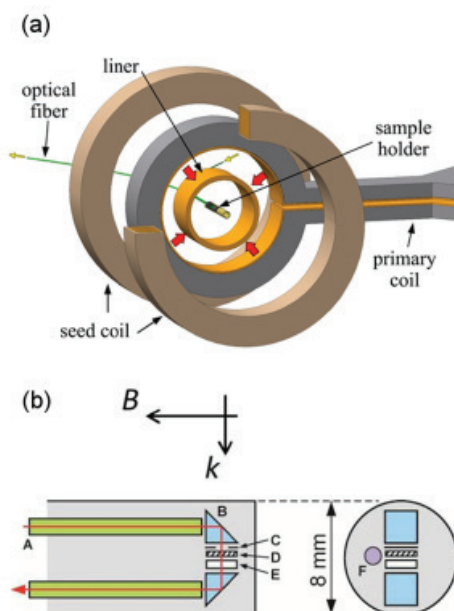 (a)
liner
optical
fiber
sample
holder
primary
coil
seed coil
(b)
B
k
A
B
C
D
E
F
8 mm